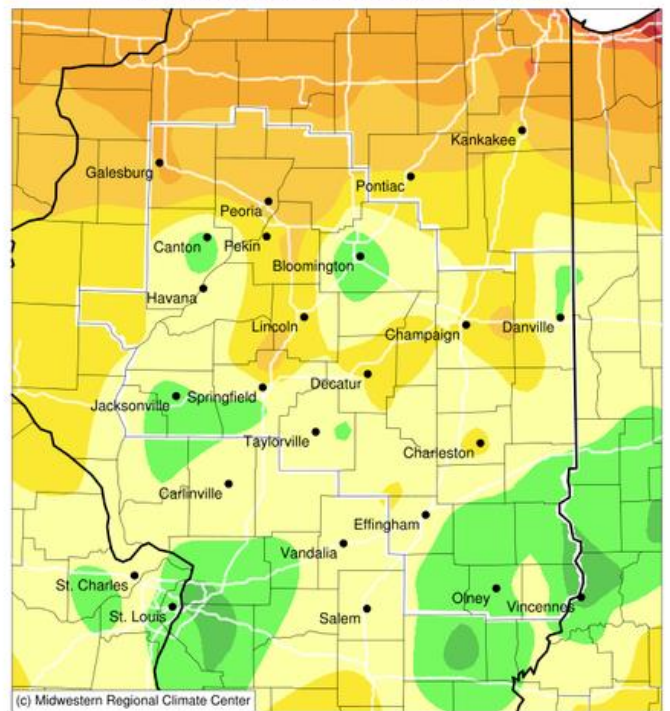 Kankakee
Galesburg
Pontiac
Peoria
Canton
Pekin
Bloomington
Havana
Lincoln
Champaign
Danville
Decatur
Springfield
Jacksonville
Taylorville
Charleston
Carlinville
Effingham
Vandalia
St. Charles
Olney
Vincennes
St. Louis
Salem
(c) Midwestern Regional Climate Center